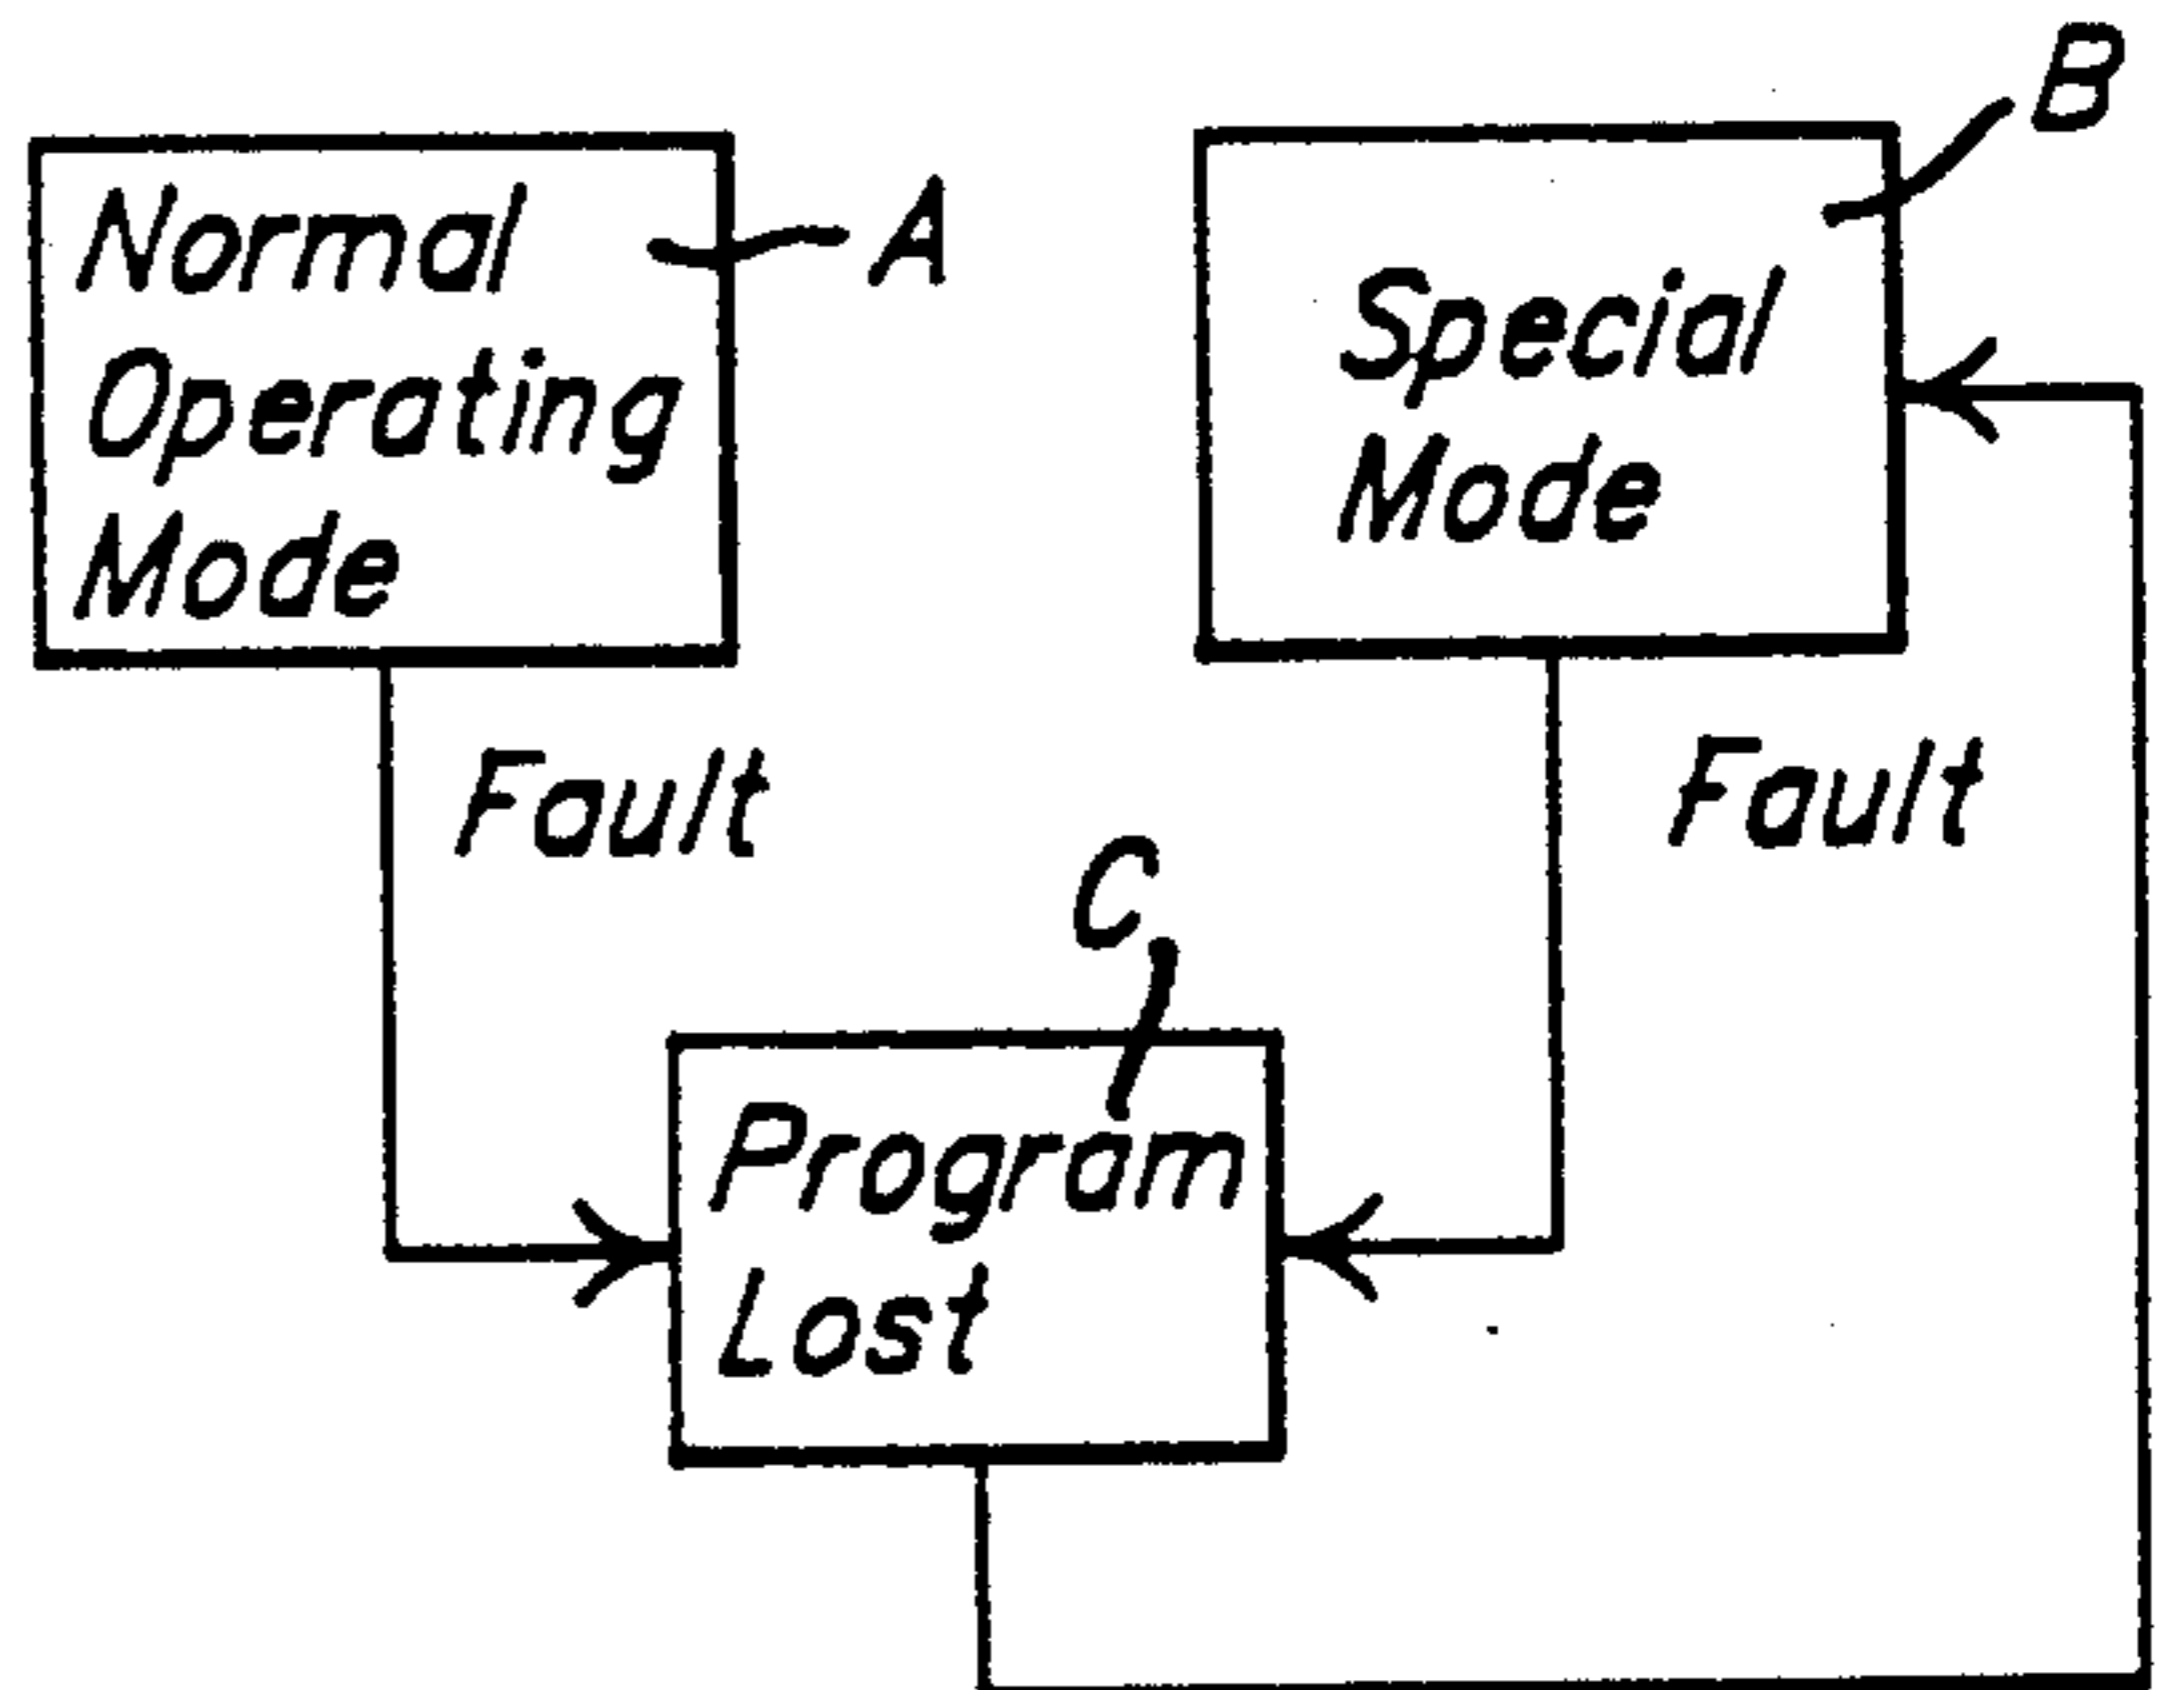 B
Normal
A
Operating
Mode
Special
Mode
Fault
Fault
C
Program
Lost